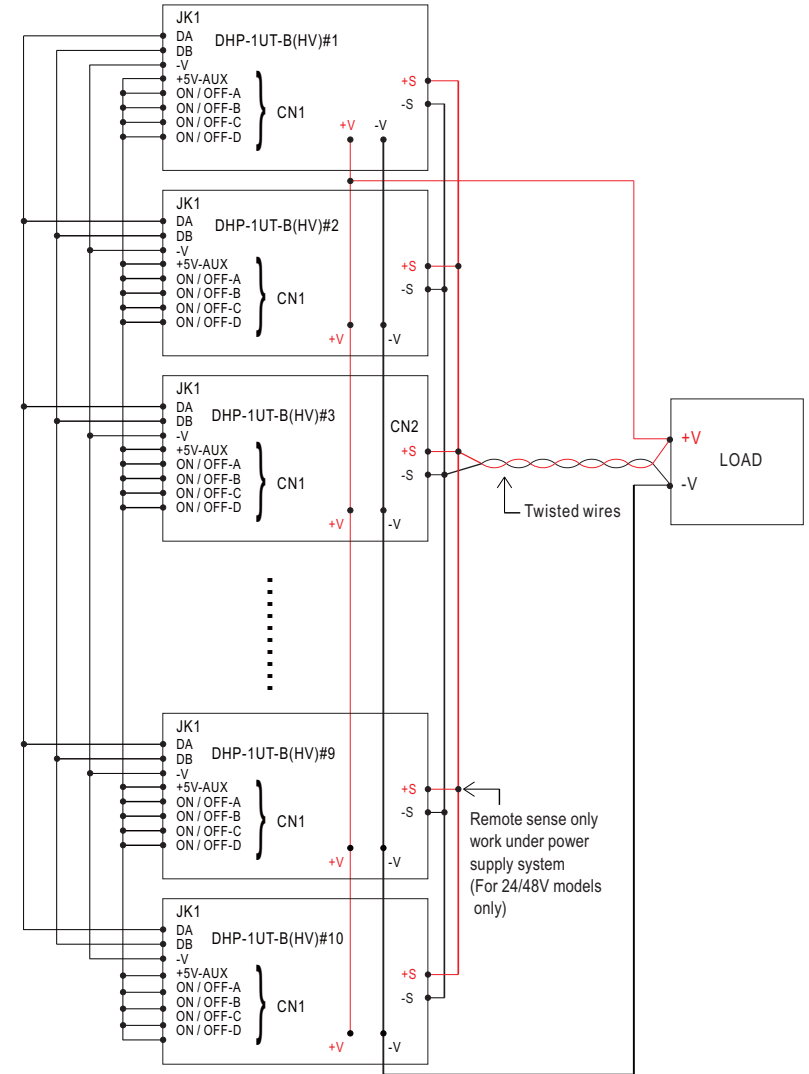 JK1
DA
DHP-1UT-B(HV)#1
DB
-V
+5V-AUX
ON / OFF-A
ON / OFF-B
ON / OFF-C
ON / OFF-D
CN1
+S
-S
+V
-V
JK1
DA
DHP-1UT-B(HV)#2
DB
-V
+5V-AUX
ON / OFF-A
ON / OFF-B
ON / OFF-C
ON / OFF-D
CN1
+S
-S
+V
-V
JK1
DA
DHP-1UT-B(HV)#3
DB
-V
+5V-AUX
ON / OFF-A
ON / OFF-B
ON / OFF-C
ON / OFF-D
CN1
CN2
+S
-S
+V
-V
Twisted wires
+V
LOAD
-V
JK1
DA
DHP-1UT-B(HV)#9
DB
-V
+5V-AUX
ON / OFF-A
ON / OFF-B
ON / OFF-C
ON / OFF-D
CN1
+S
-S
+V
-V
Remote sense only
work under power
supply system
(For 24/48V models
only)
JK1
DA
DHP-1UT-B(HV)#10
DB
-V
+5V-AUX
ON / OFF-A
ON / OFF-B
ON / OFF-C
ON / OFF-D
CN1
+S
-S
+V
-V